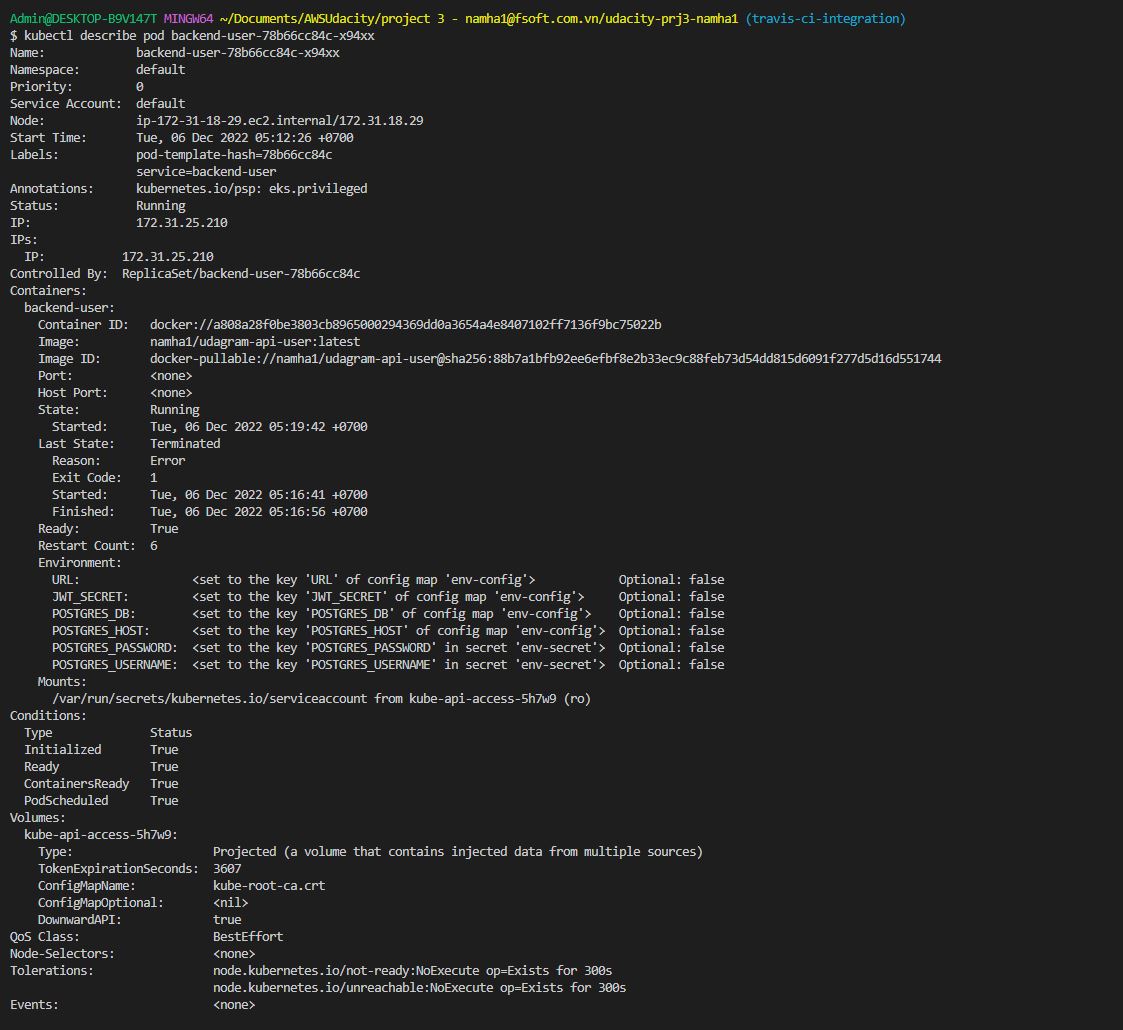 Admin@DESKTOP-B9V147T MINGW64 ~/Documents/AWSUdacity/project 3 - namha1@fsoft.com.vn/udacity-prj3-namha1 (travis-ci-integration)
$ kubectl describe pod backend-user-78b66cc84c-x94xx
Name:             backend-user-78b66cc84c-x94xx
Namespace:        default
Priority:         0
Service Account:  default
Node:             ip-172-31-18-29.ec2.internal/172.31.18.29
Start Time:       Tue, 06 Dec 2022 05:12:26 +0700
Labels:           pod-template-hash=78b66cc84c
                  service=backend-user
Annotations:      kubernetes.io/psp: eks.privileged
Status:           Running
IP:               172.31.25.210
IPs:
  IP:           172.31.25.210
Controlled By:  ReplicaSet/backend-user-78b66cc84c
Containers:
  backend-user:
    Container ID:   docker://a808a28f0be3803cb8965000294369dd0a3654a4e8407102ff7136f9bc75022b
    Image:          namha1/udagram-api-user:latest
    Image ID:       docker-pullable://namha1/udagram-api-user@sha256:88b7a1bfb92ee6efbf8e2b33ec9c88feb73d54dd815d6091f277d5d16d551744
    Port:           <none>
    Host Port:      <none>
    State:          Running
      Started:      Tue, 06 Dec 2022 05:19:42 +0700
    Last State:     Terminated
      Reason:       Error
      Exit Code:    1
      Started:      Tue, 06 Dec 2022 05:16:41 +0700
      Finished:     Tue, 06 Dec 2022 05:16:56 +0700
    Ready:          True
    Restart Count:  6
    Environment:
      URL:                <set to the key 'URL' of config map 'env-config'>            Optional: false
      JWT_SECRET:         <set to the key 'JWT_SECRET' of config map 'env-config'>     Optional: false
      POSTGRES_DB:        <set to the key 'POSTGRES_DB' of config map 'env-config'>    Optional: false
      POSTGRES_HOST:      <set to the key 'POSTGRES_HOST' of config map 'env-config'>  Optional: false
      POSTGRES_PASSWORD:  <set to the key 'POSTGRES_PASSWORD' in secret 'env-secret'>  Optional: false
      POSTGRES_USERNAME:  <set to the key 'POSTGRES_USERNAME' in secret 'env-secret'>  Optional: false
    Mounts:
      /var/run/secrets/kubernetes.io/serviceaccount from kube-api-access-5h7w9 (ro)
Conditions:
  Type              Status
  Initialized       True
  Ready             True
  ContainersReady   True
  PodScheduled      True
Volumes:
  kube-api-access-5h7w9:
    Type:                    Projected (a volume that contains injected data from multiple sources)
    TokenExpirationSeconds:  3607
    ConfigMapName:           kube-root-ca.crt
    ConfigMapOptional:       <nil>
    DownwardAPI:             true
QoS Class:                   BestEffort
Node-Selectors:              <none>
Tolerations:                 node.kubernetes.io/not-ready:NoExecute op=Exists for 300s
                             node.kubernetes.io/unreachable:NoExecute op=Exists for 300s
Events:                      <none>